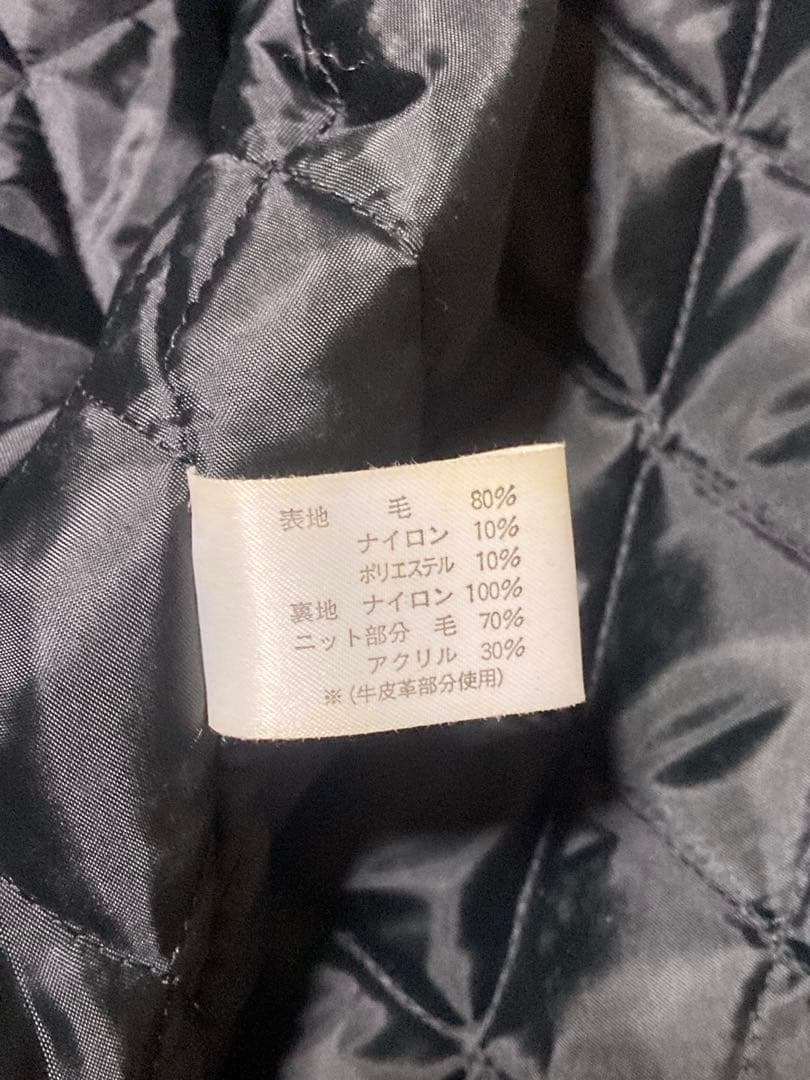 表地 毛 80%
ナイロン 10%
ポリエステル 10%
裏地 ナイロン 100%
ニット部分 毛 70%
アクリル 30%
※(牛皮革部分使用)